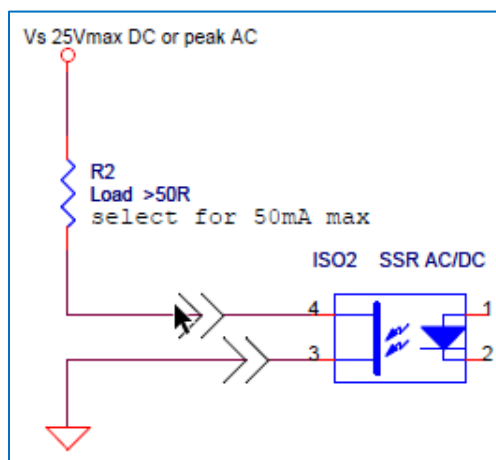 Vs 25Vmax DC or peak AC
R2
Load >50R
select for 50mA max
ISO2 SSR AC/DC
4
1
3
2